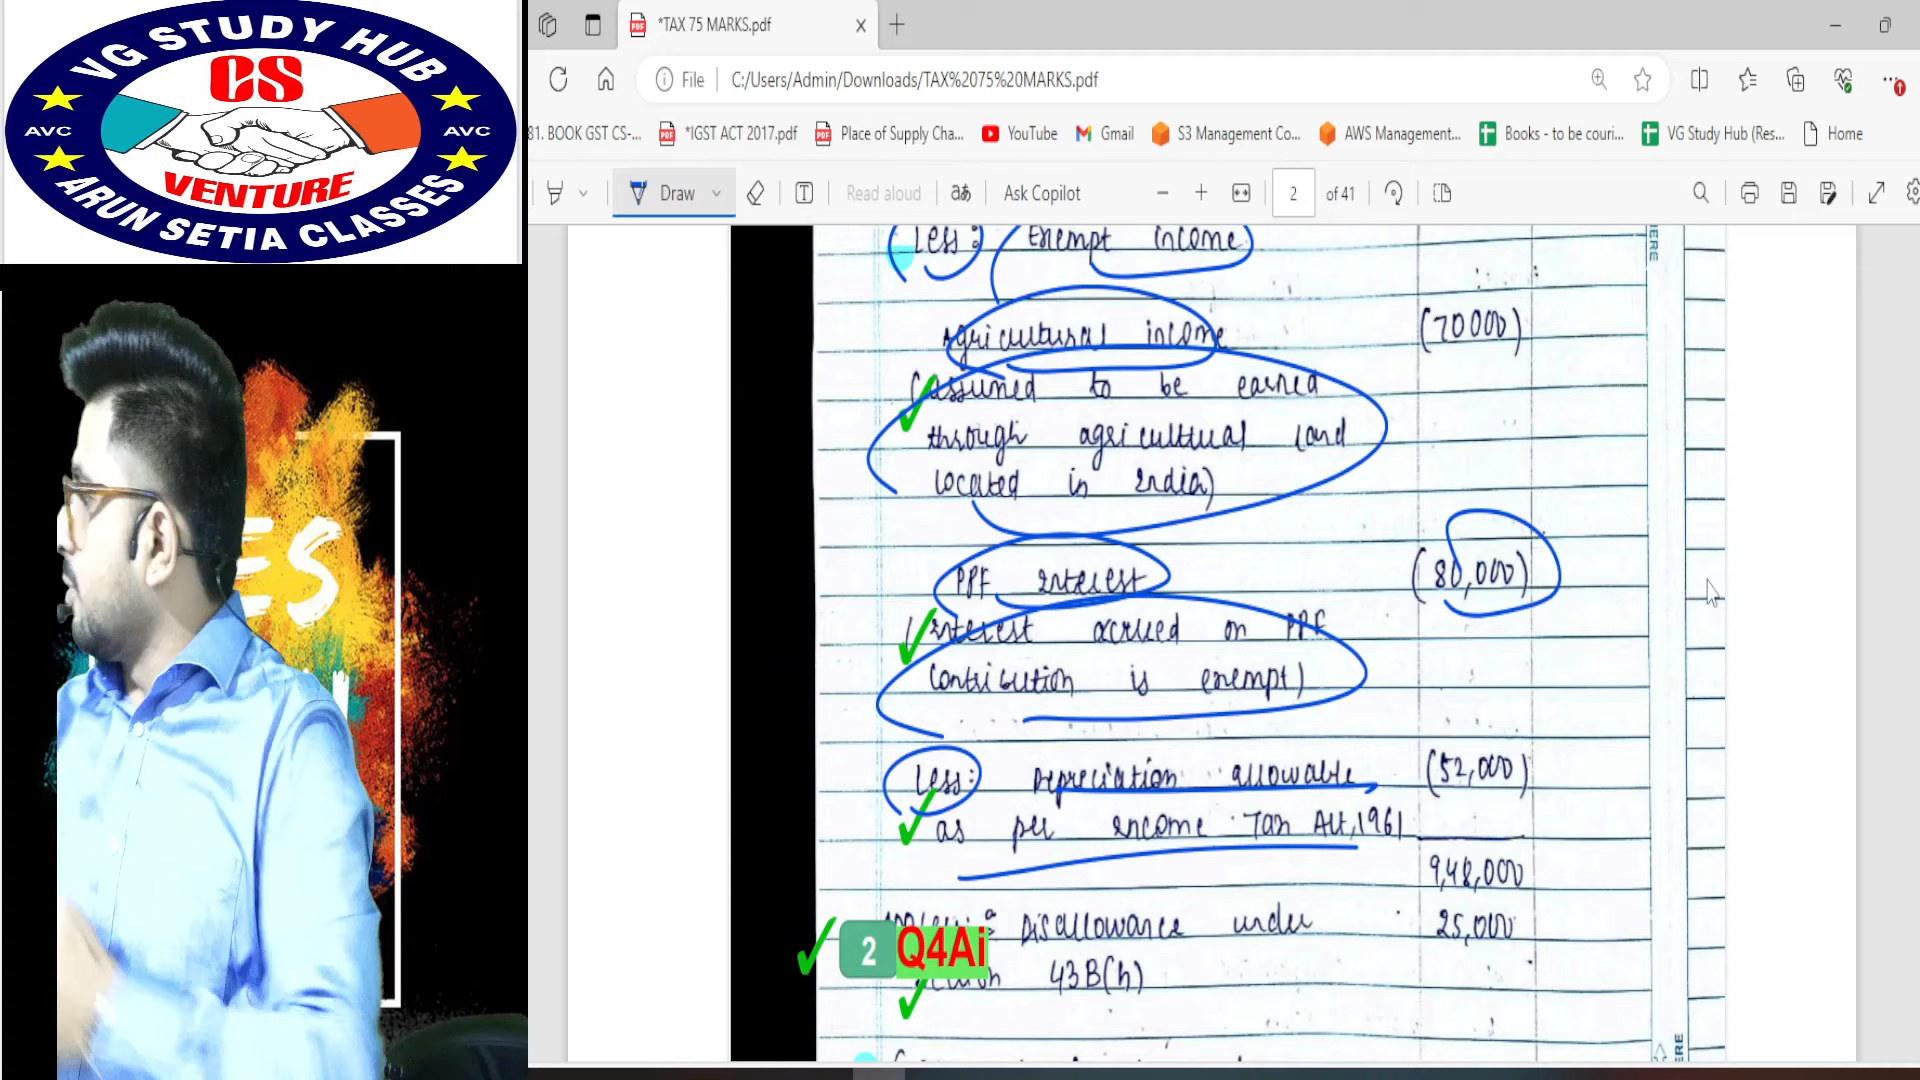 VG STUDY HUB
CS
AVC
AVC
VENTURE
ARUN SETIA CLASSES
ES
*TAX 75 MARKS.pdf
File
C:/Users/Admin/Downloads/TAX%2075%20MARKS.pdf
31. BOOK GST CS-...
*IGST ACT 2017.pdf
Place of Supply Cha...
YouTube
Gmail
S3 Management Co...
AWS Management...
Books - to be couri...
VG Study Hub (Res...
Home
Draw
Read aloud
Ask Copilot
2
of 41
Less: Exempt income
Agricultural income (70000)
(assumed to be earned
through agricultural land
located in India)
PPF Interest (80,000)
(Interest accrued on PPF
contribution is exempt)
Less: Depreciation allowable (52,000)
as per Income Tax Act, 1961
9,48,000
Disallowance under 25,000
43B(h)
2 Q4Ai
HERE
ERE